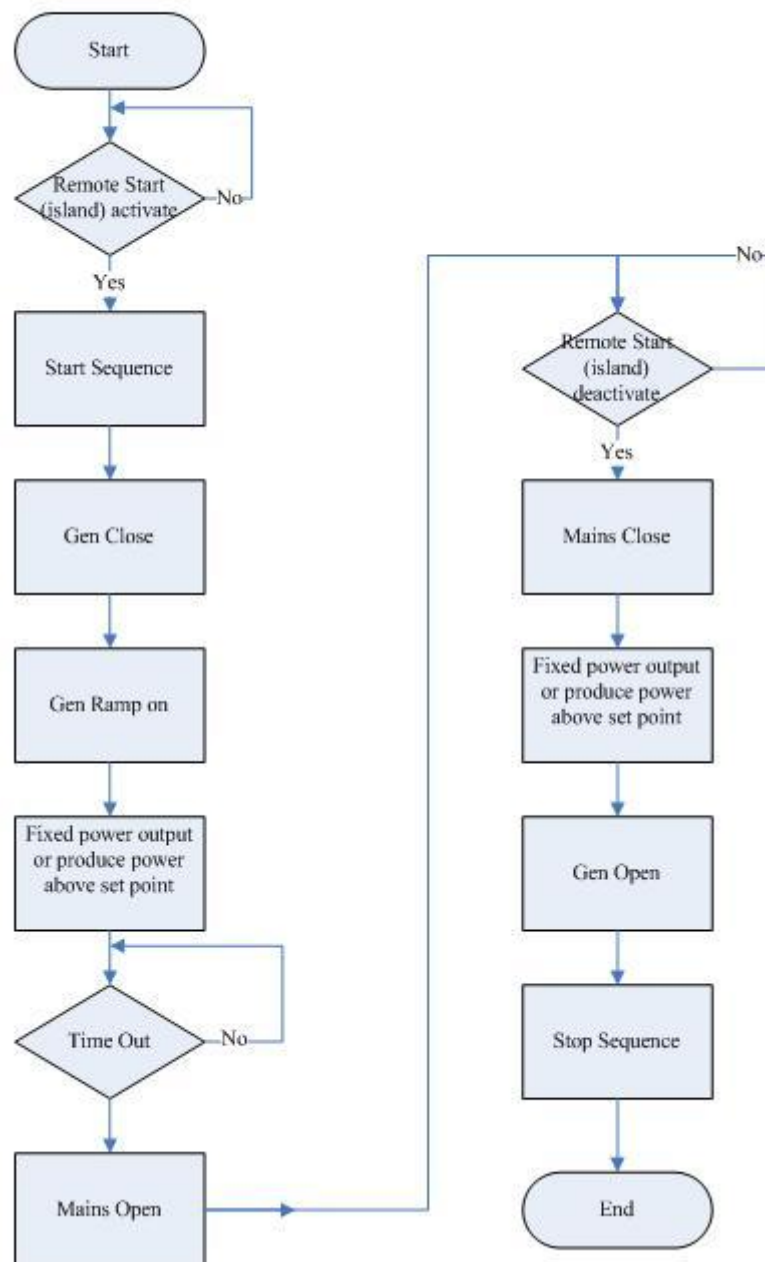 Start
Remote Start
(island) activate
No
Yes
Start Sequence
Gen Close
Gen Ramp on
Fixed power output
or produce power
above set point
Time Out
No
Mains Open
No
Remote Start
(island)
deactivate
Yes
Mains Close
Fixed power output
or produce power
above set point
Gen Open
Stop Sequence
End